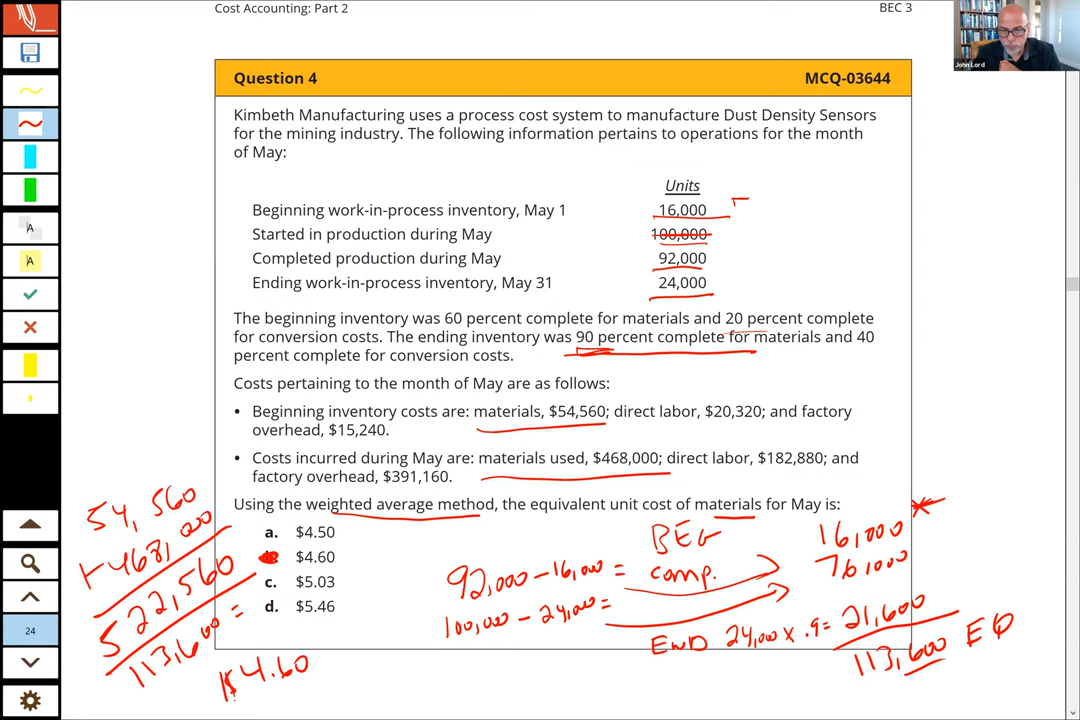 Cost Accounting: Part 2
BEC 3
John Lord
Question 4
MCQ-03644
Kimbeth Manufacturing uses a process cost system to manufacture Dust Density Sensors
for the mining industry. The following information pertains to operations for the month
of May:
Units
Beginning work-in-process inventory, May 1 16,000
Started in production during May 100,000
Completed production during May 92,000
Ending work-in-process inventory, May 31 24,000
The beginning inventory was 60 percent complete for materials and 20 percent complete
for conversion costs. The ending inventory was 90 percent complete for materials and 40
percent complete for conversion costs.
Costs pertaining to the month of May are as follows:
• Beginning inventory costs are: materials, $54,560; direct labor, $20,320; and factory
overhead, $15,240.
• Costs incurred during May are: materials used, $468,000; direct labor, $182,880; and
factory overhead, $391,160.
Using the weighted average method, the equivalent unit cost of materials for May is:
a. $4.50
$4.60
c. $5.03
d. $5.46
54,560
+468,000
522,560
113,600 =
$4.60
BEG 16,000
92,000 - 16,000 = comp. 76,000
100,000 - 24,000 =
END 24,000 x .9 = 21,600
113,600 EQ
A
A
24